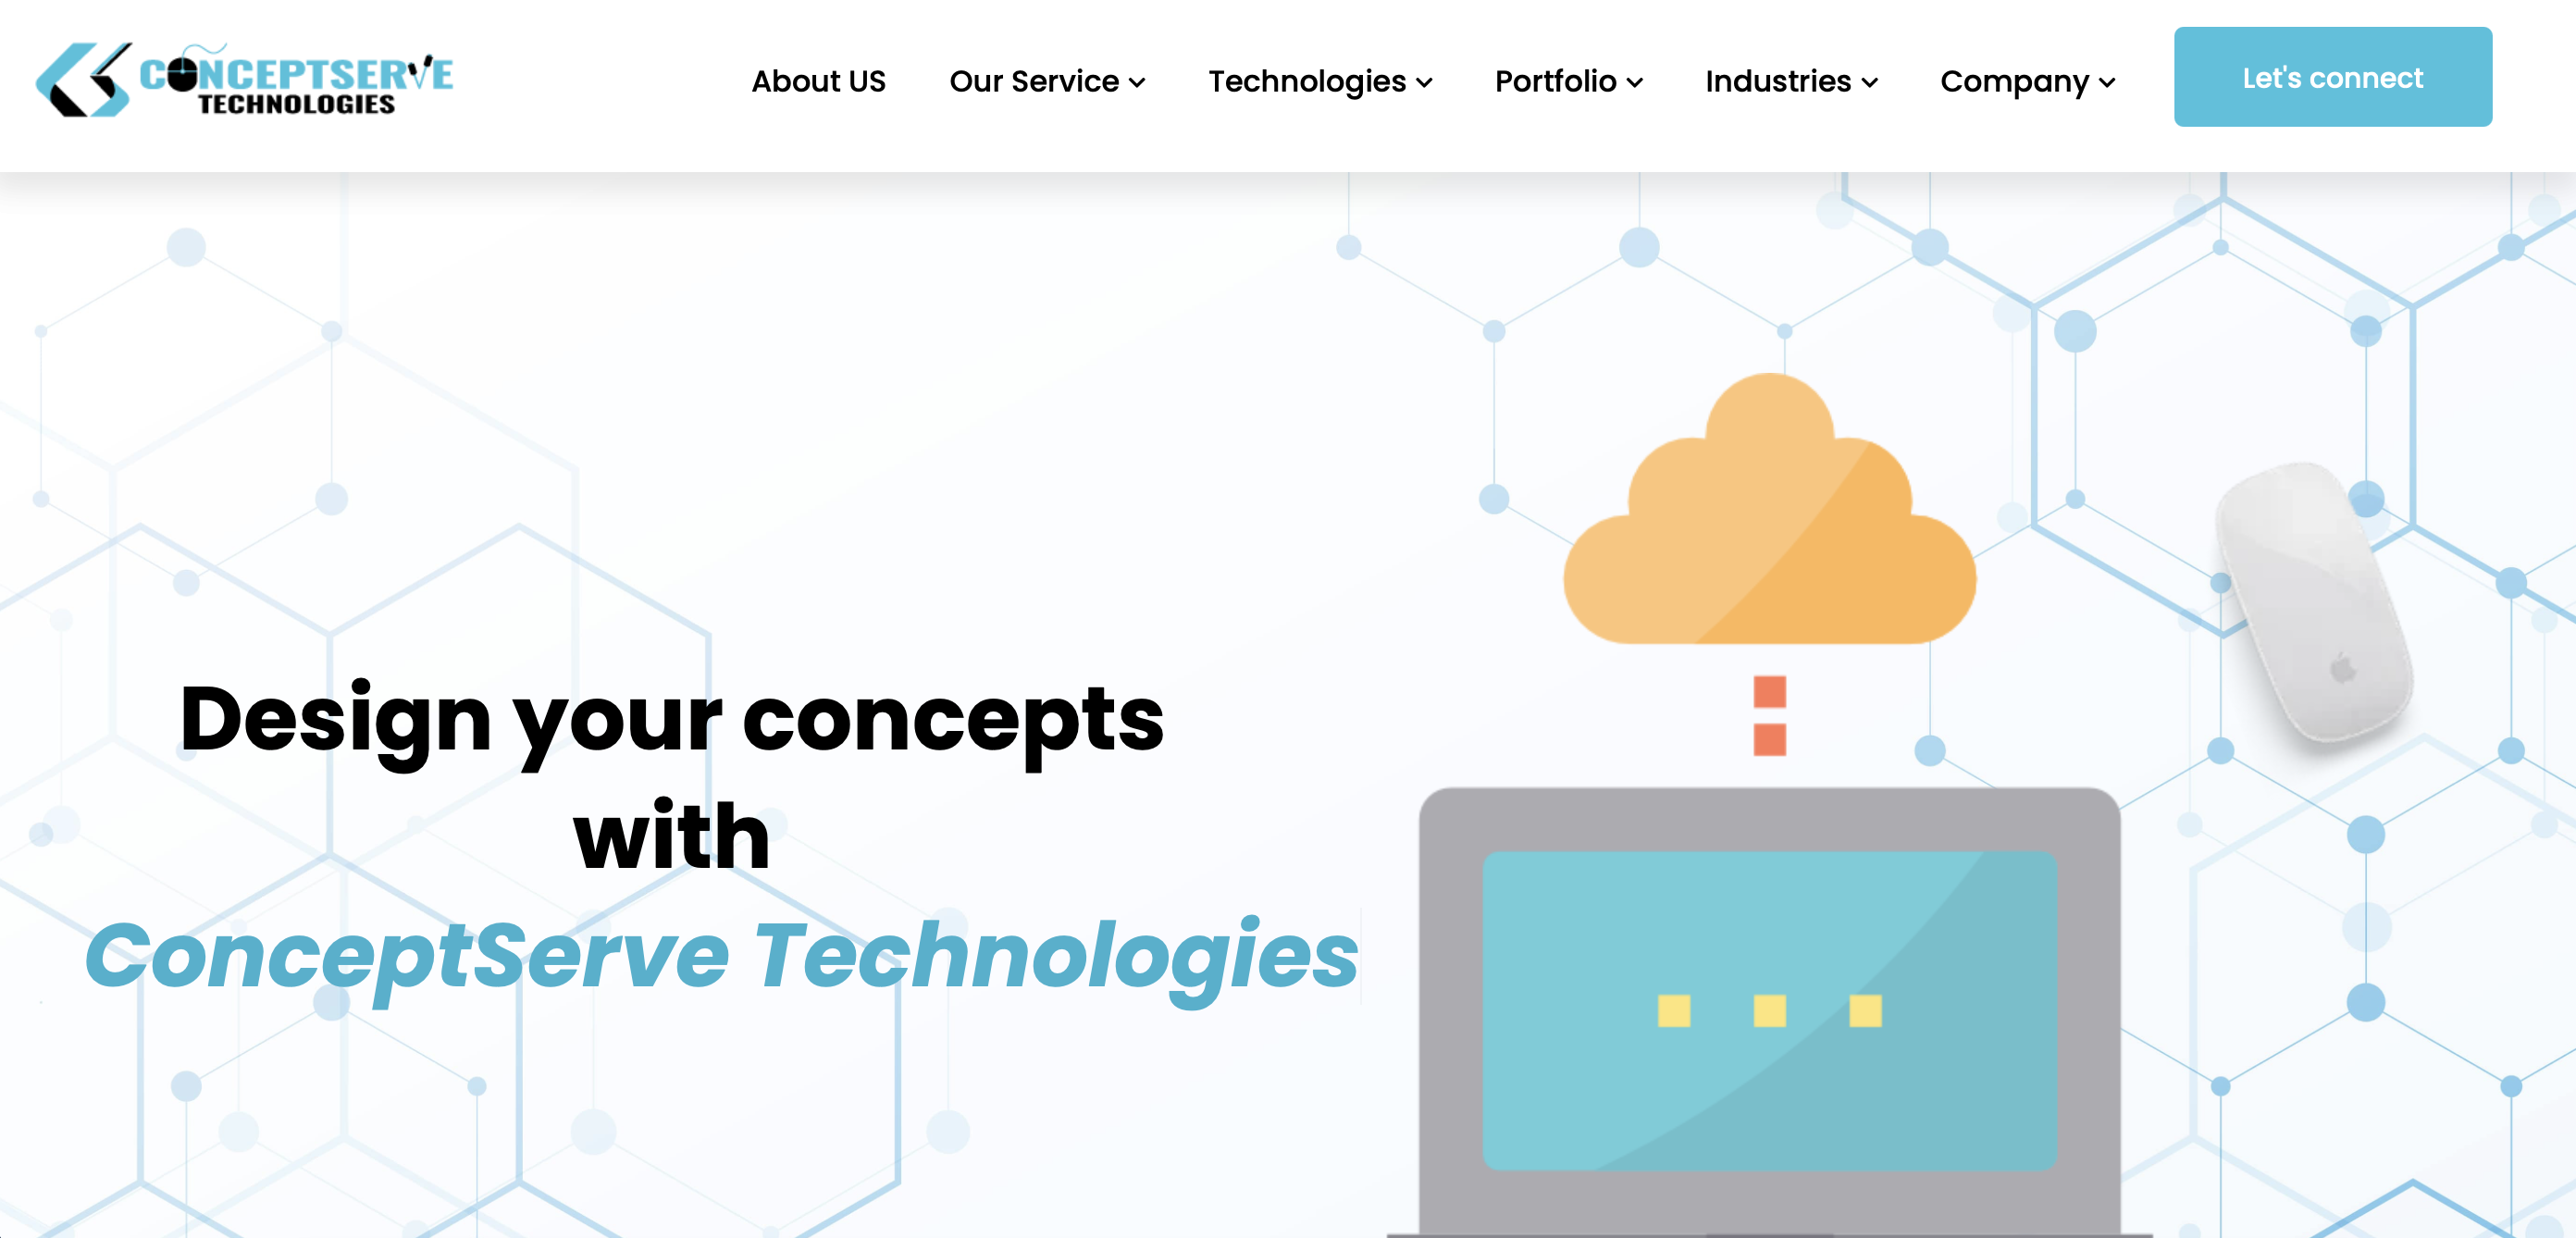 CONCEPTSERVE
TECHNOLOGIES
About US
Our Service
Technologies
Portfolio
Industries
Company
Let's connect
Design your concepts
with
ConceptServe Technologies